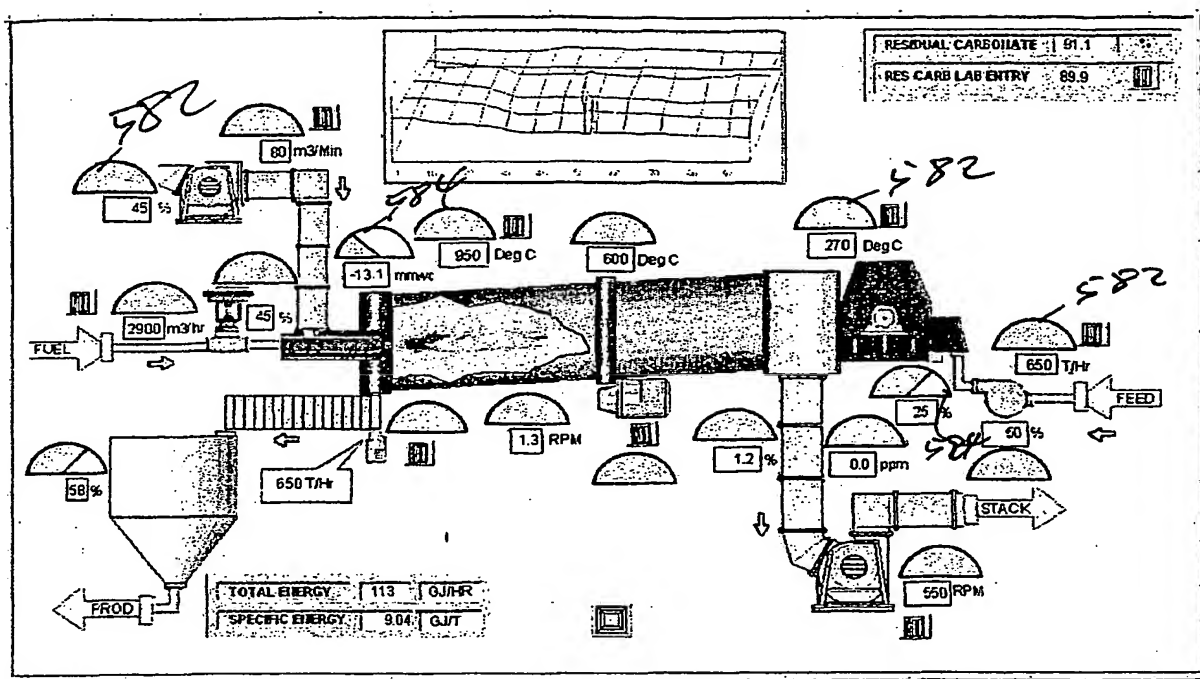 RESIDUAL CARBONATE 91.1 %
RES CARB LAB ENTRY 89.9
582
80 m3/Min
45 %
584
582
950 Deg C
600 Deg C
270 Deg C
-13.1 mmwc
582
2900 m3/hr
45 %
650 T/Hr
FUEL
FEED
25 %
50 %
584
1.3 RPM
1.2 %
0.0 ppm
58 %
650 T/Hr
STACK
PROD
TOTAL ENERGY 113 GJ/HR
SPECIFIC ENERGY 9.04 GJ/T
550 RPM